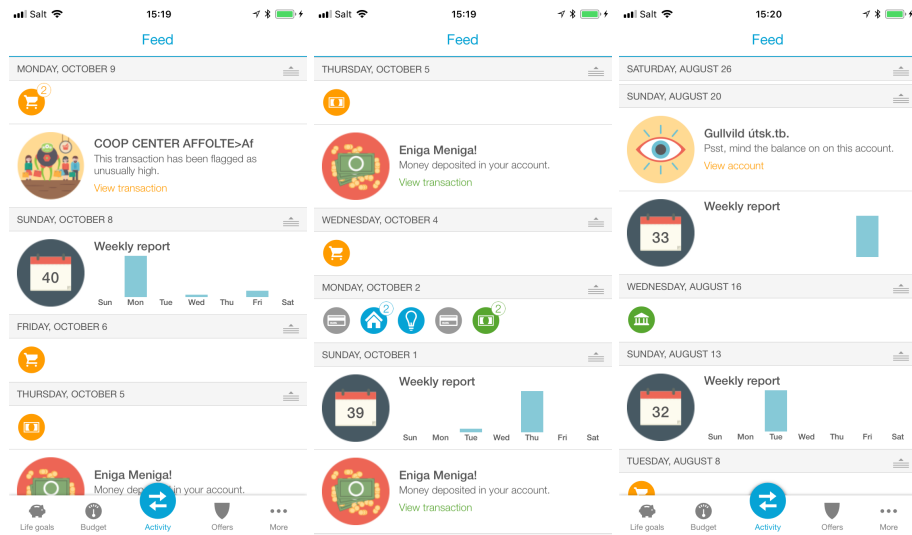 Salt
15:19
Feed
MONDAY, OCTOBER 9
2
COOP CENTER AFFOLTE>Af
This transaction has been flagged as
unusually high.
View transaction
SUNDAY, OCTOBER 8
40
Weekly report
Sun Mon Tue Wed Thu Fri Sat
FRIDAY, OCTOBER 6
THURSDAY, OCTOBER 5
Eniga Meniga!
Money dep in your account.
Life goals Budget Activity Offers More
Salt
15:19
Feed
THURSDAY, OCTOBER 5
Eniga Meniga!
Money deposited in your account.
View transaction
WEDNESDAY, OCTOBER 4
MONDAY, OCTOBER 2
2 2
SUNDAY, OCTOBER 1
39
Weekly report
Sun Mon Tue Wed Thu Fri Sat
Eniga Meniga!
Money deposited in your account.
View transaction
Salt
15:20
Feed
SATURDAY, AUGUST 26
SUNDAY, AUGUST 20
Gullvild útsk.tb.
Psst, mind the balance on on this account.
View account
33
Weekly report
WEDNESDAY, AUGUST 16
SUNDAY, AUGUST 13
32
Weekly report
Sun Mon Tue Wed Thu Fri Sat
TUESDAY, AUGUST 8
Life goals Budget Activity Offers More